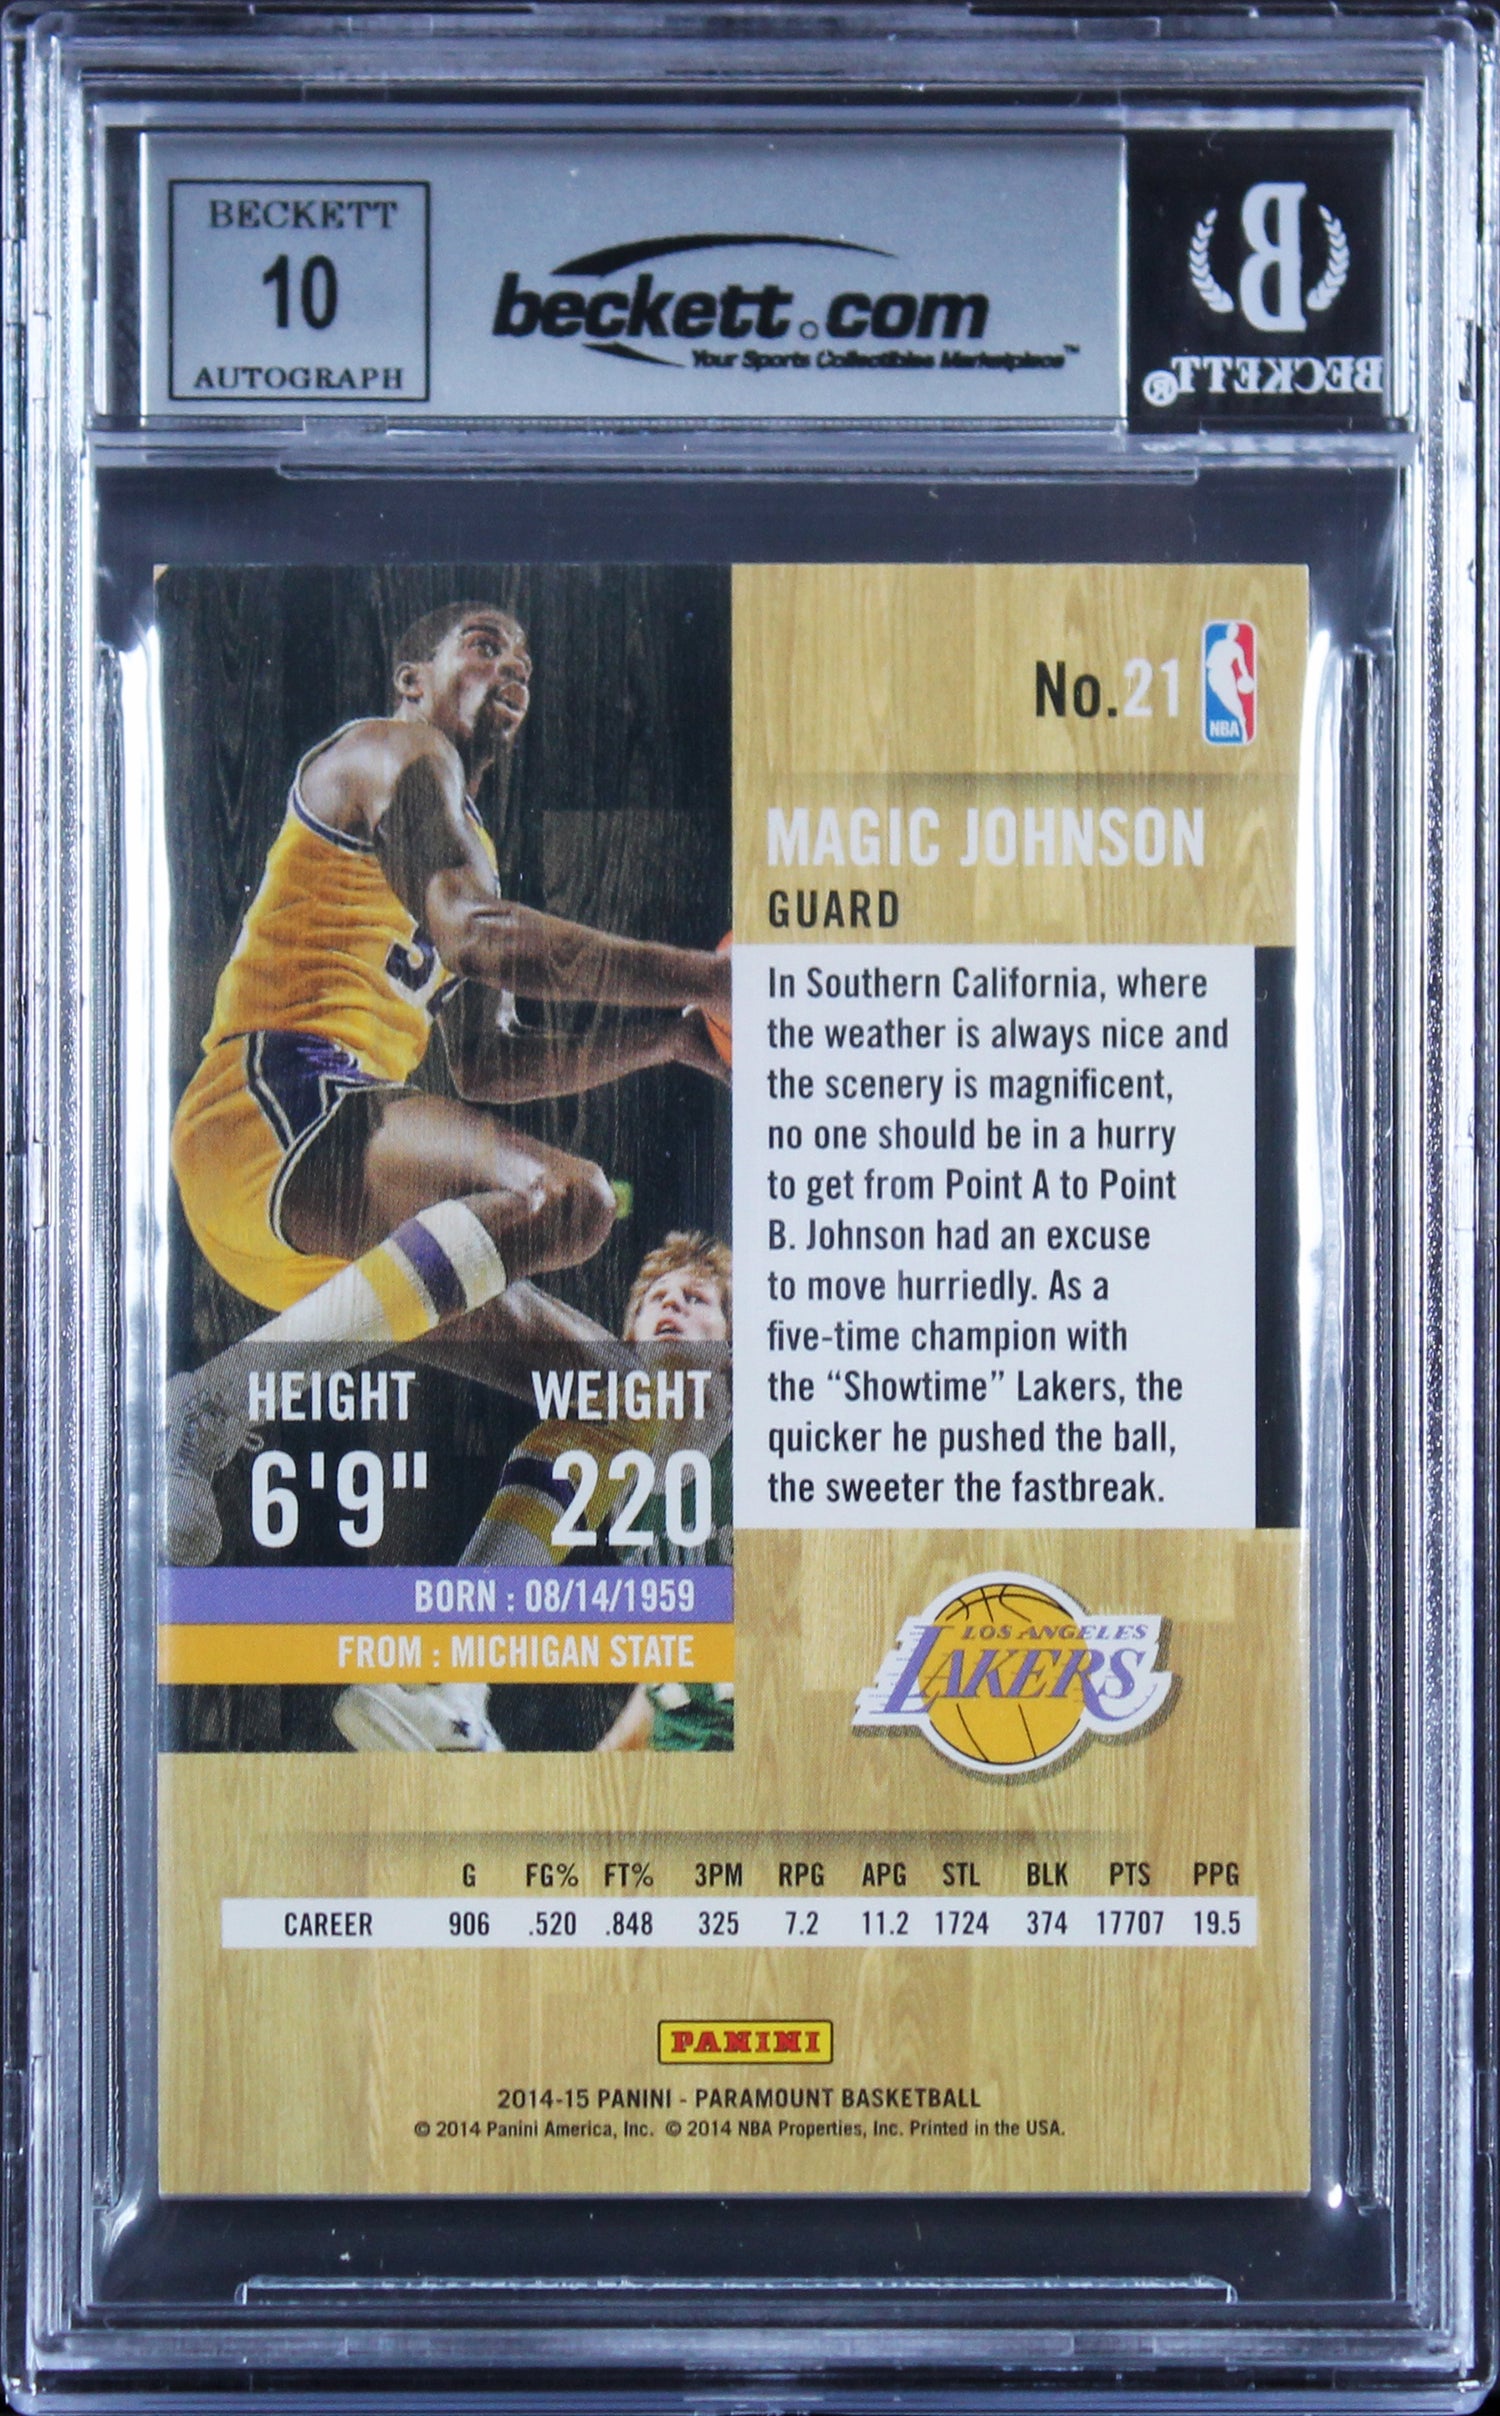 BECKETT
10
AUTOGRAPH
beckett.com
Your Sports Collectibles Marketplace™
B
BECKETT®
No.21
NBA
MAGIC JOHNSON
GUARD
In Southern California, where
the weather is always nice and
the scenery is magnificent,
no one should be in a hurry
to get from Point A to Point
B. Johnson had an excuse
to move hurriedly. As a
five-time champion with
the “Showtime” Lakers, the
quicker he pushed the ball,
the sweeter the fastbreak.
HEIGHT WEIGHT
6'9" 220
BORN : 08/14/1959
FROM : MICHIGAN STATE
LOS ANGELES
LAKERS
G FG% FT% 3PM RPG APG STL BLK PTS PPG
CAREER 906 .520 .848 325 7.2 11.2 1724 374 17707 19.5
PANINI
2014-15 PANINI - PARAMOUNT BASKETBALL
© 2014 Panini America, Inc. © 2014 NBA Properties, Inc. Printed in the USA.